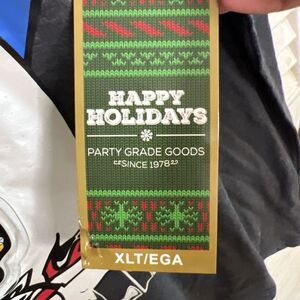 HAPPY
HOLIDAYS
PARTY GRADE GOODS
SINCE 1978
XLT/EGA